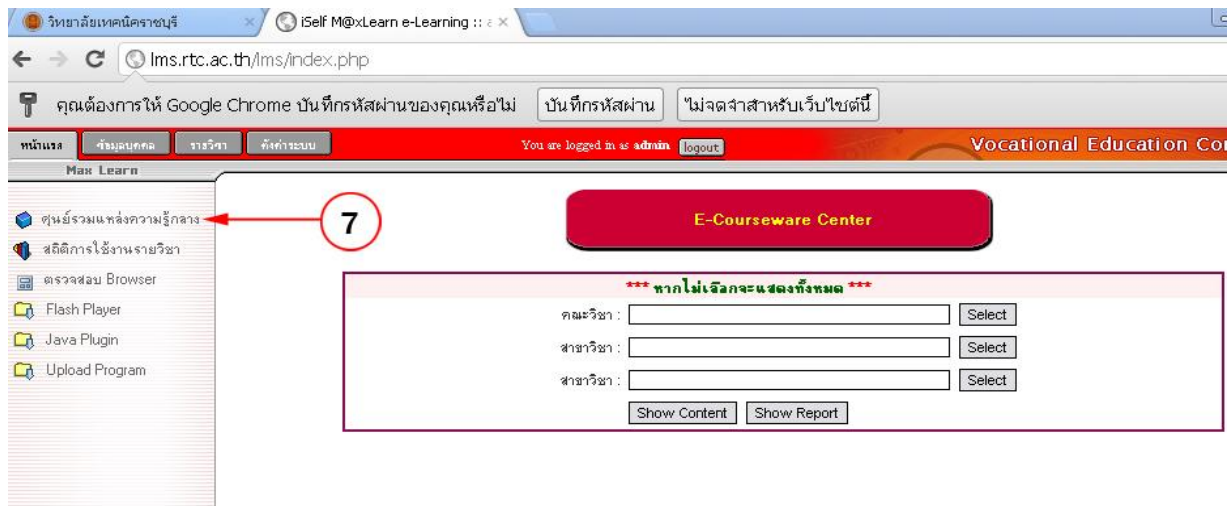 วิทยาลัยเทคนิคราชบุรี
iSelf M@xLearn e-Learning ::
lms.rtc.ac.th/lms/index.php
คุณต้องการให้ Google Chrome บันทึกรหัสผ่านของคุณหรือไม่ บันทึกรหัสผ่าน ไม่จดจำสำหรับเว็บไซต์นี้
หน้าแรก ข้อมูลบุคคล รายวิชา ตั้งค่าระบบ You are logged in as admin logout Vocational Education Co
Max Learn
ศูนย์รวมแหล่งความรู้กลาง
7
E-Courseware Center
สถิติการใช้งานรายวิชา
ตรวจสอบ Browser
Flash Player
Java Plugin
Upload Program
*** หากไม่เลือกจะแสดงทั้งหมด ***
คณะวิชา : Select
สาขาวิชา : Select
สาขาวิชา : Select
Show Content Show Report